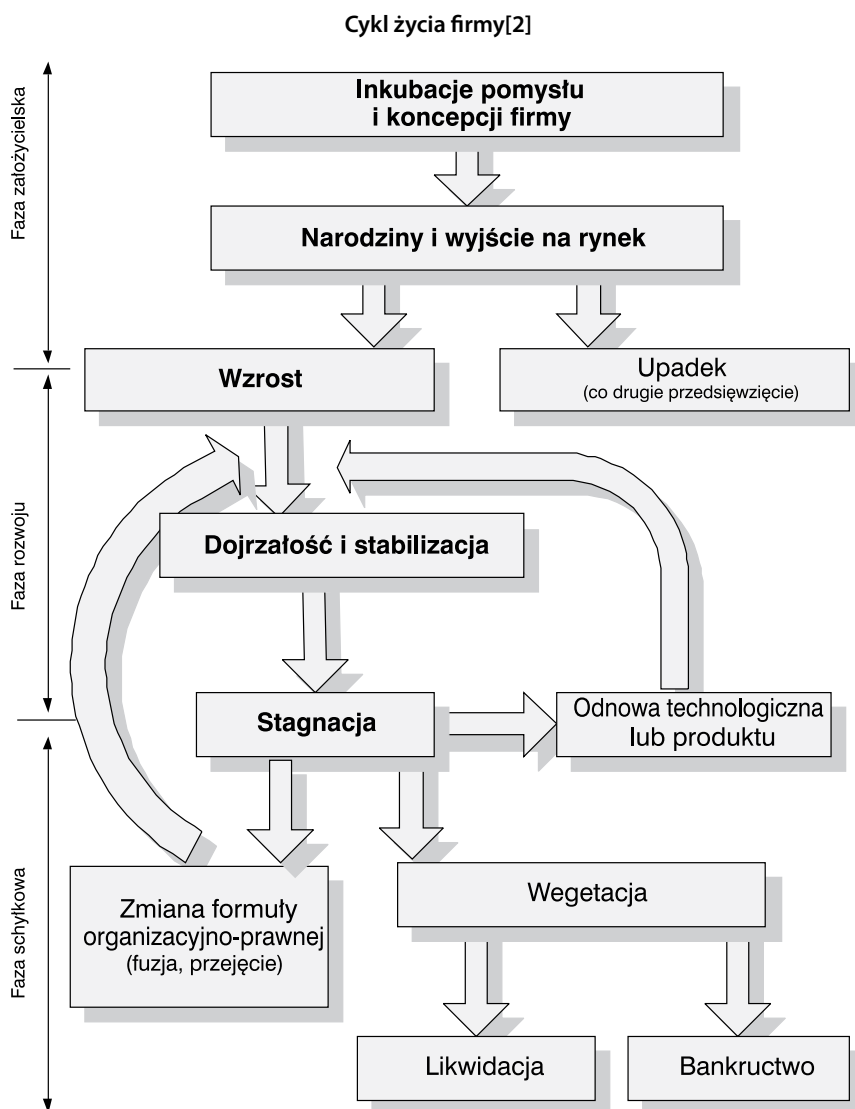 Cykl życia firmy[2]
Faza założycielska
Inkubacje pomysłu
i koncepcji firmy
Narodziny i wyjście na rynek
Wzrost
Upadek
(co drugie przedsięwzięcie)
Faza rozwoju
Dojrzałość i stabilizacja
Stagnacja
Odnowa technologiczna
lub produktu
Faza schyłkowa
Zmiana formuły
organizacyjno-prawnej
(fuzja, przejęcie)
Wegetacja
Likwidacja
Bankructwo